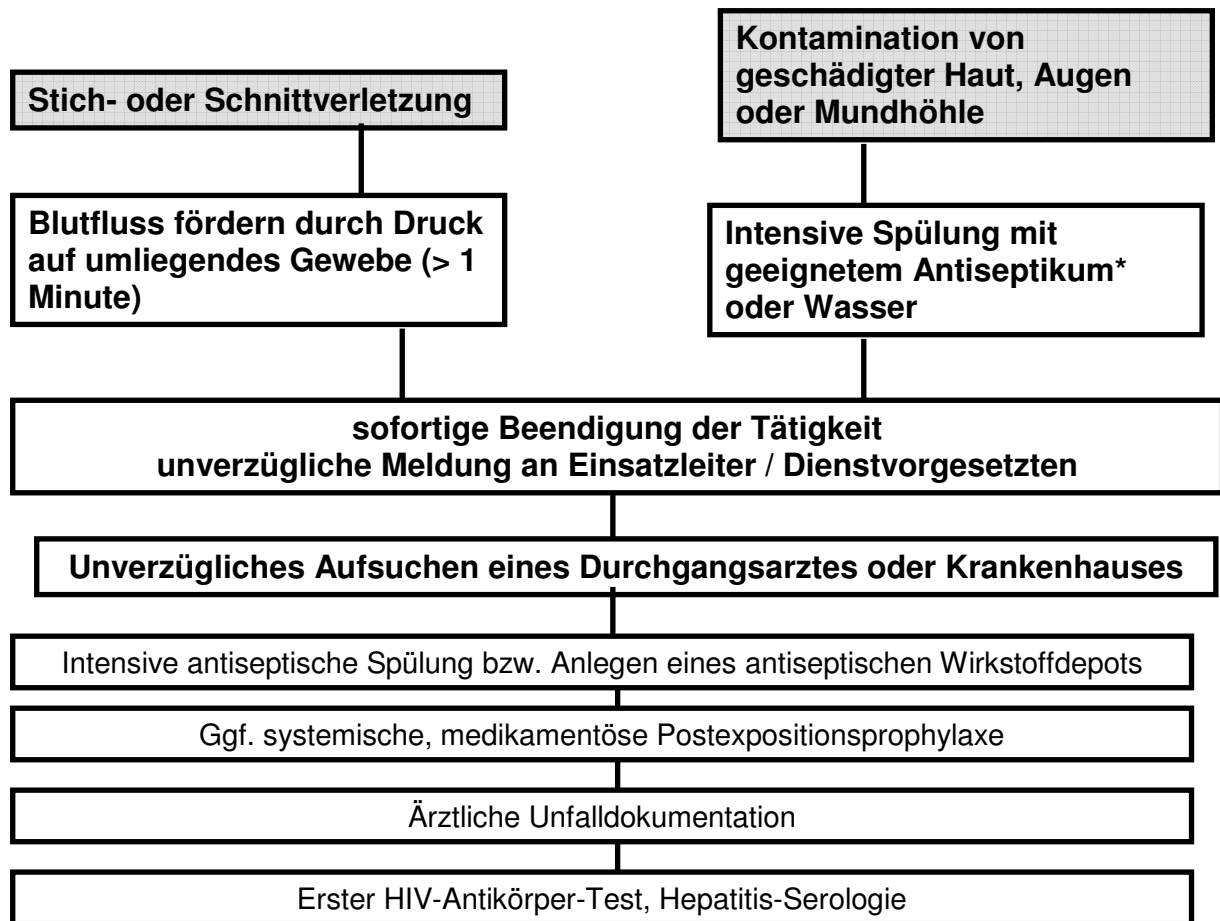 Stich- oder Schnittverletzung
Kontamination von
geschädigter Haut, Augen
oder Mundhöhle
Blutfluss fördern durch Druck
auf umliegendes Gewebe (> 1
Minute)
Intensive Spülung mit
geeignetem Antiseptikum*
oder Wasser
sofortige Beendigung der Tätigkeit
unverzügliche Meldung an Einsatzleiter / Dienstvorgesetzten
Unverzügliches Aufsuchen eines Durchgangsarztes oder Krankenhauses
Intensive antiseptische Spülung bzw. Anlegen eines antiseptischen Wirkstoffdepots
Ggf. systemische, medikamentöse Postexpositionsprophylaxe
Ärztliche Unfalldokumentation
Erster HIV-Antikörper-Test, Hepatitis-Serologie